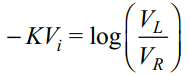 −KV_i = log(V_L / V_R)